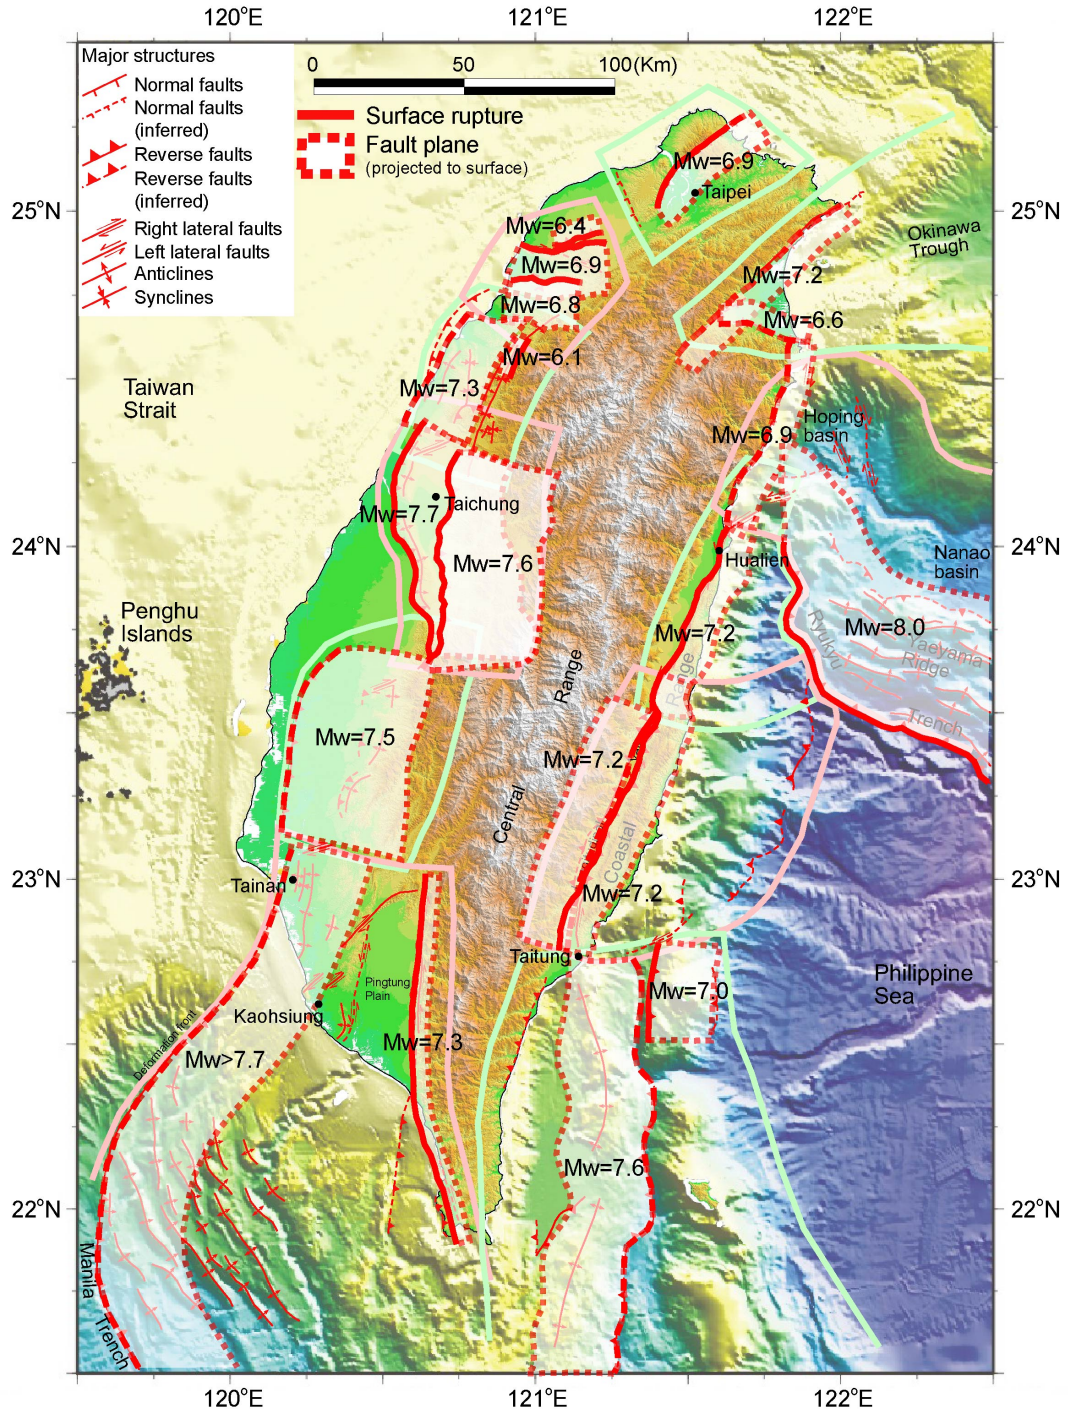 120°E
121°E
122°E
Major structures
Normal faults
Normal faults
(inferred)
Reverse faults
Reverse faults
(inferred)
Right lateral faults
Left lateral faults
Anticlines
Synclines
0
50
100(Km)
Surface rupture
Fault plane
(projected to surface)
Mw=6.9
Taipei
25°N
25°N
Mw=6.4
Okinawa
Trough
Mw=6.9
Mw=7.2
Mw=6.8
Mw=6.6
Mw=6.1
Taiwan
Strait
Mw=7.3
Hoping
basin
Mw=6.9
Taichung
Mw=7.7
24°N
24°N
Mw=7.6
Hualien
Nanao
basin
Penghu
Islands
Mw=7.2
Mw=8.0
Ryukyu
Yaeyama
Ridge
Trench
Range
Range
Mw=7.5
Mw=7.2
Central
Coastal
23°N
23°N
Tainan
Mw=7.2
Taitung
Philippine
Sea
Pingtung
Plain
Mw=7.0
Kaohsiung
Deformation front
Mw>7.7
Mw=7.3
Mw=7.6
22°N
22°N
Manila
Trench
120°E
121°E
122°E